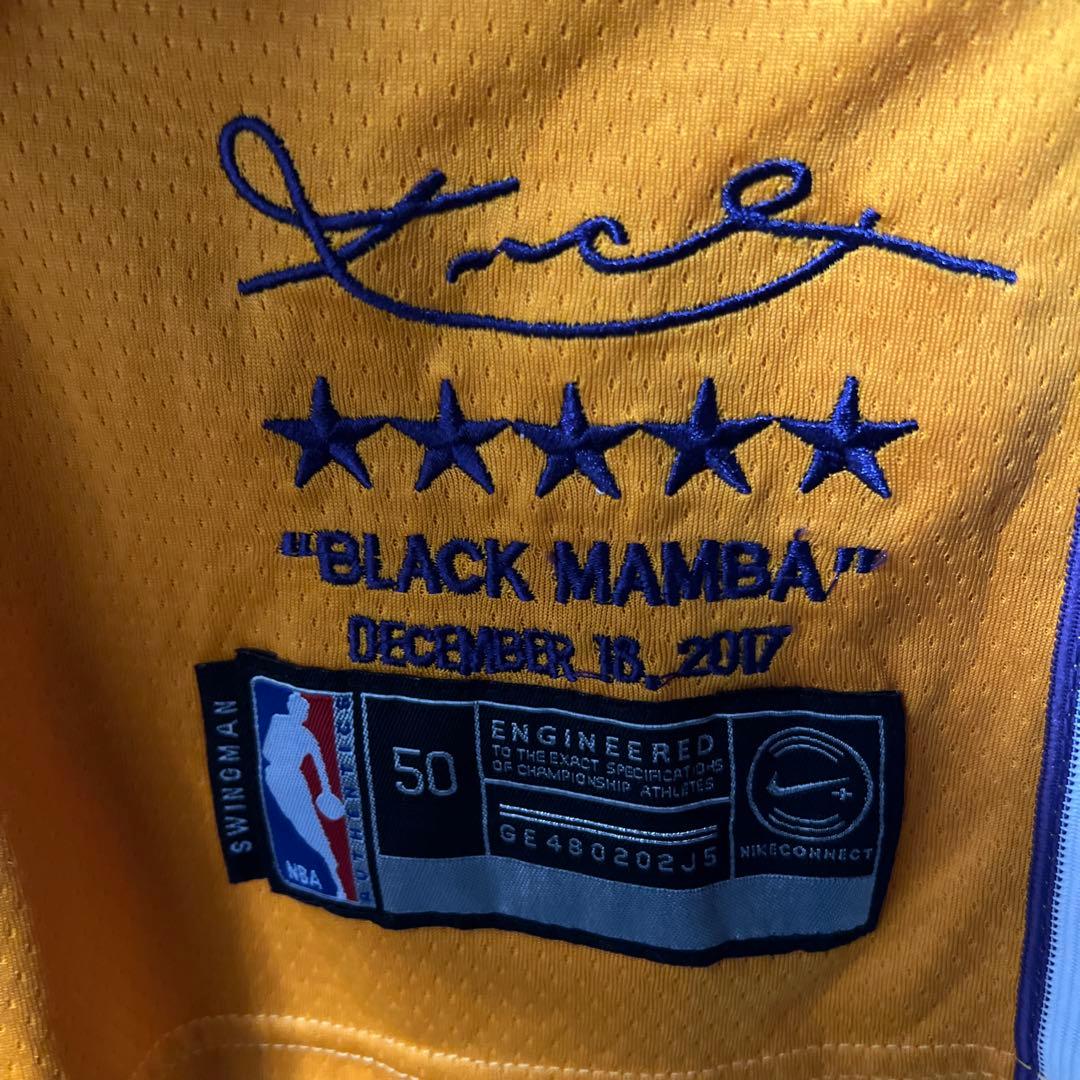 "BLACK MAMBA"
DECEMBER 18, 2017
SWINGMAN
NBA
AUTHENTICS
50
ENGINEERED
TO THE EXACT SPECIFICATIONS
OF CHAMPIONSHIP ATHLETES
GE480202J5
NIKECONNECT